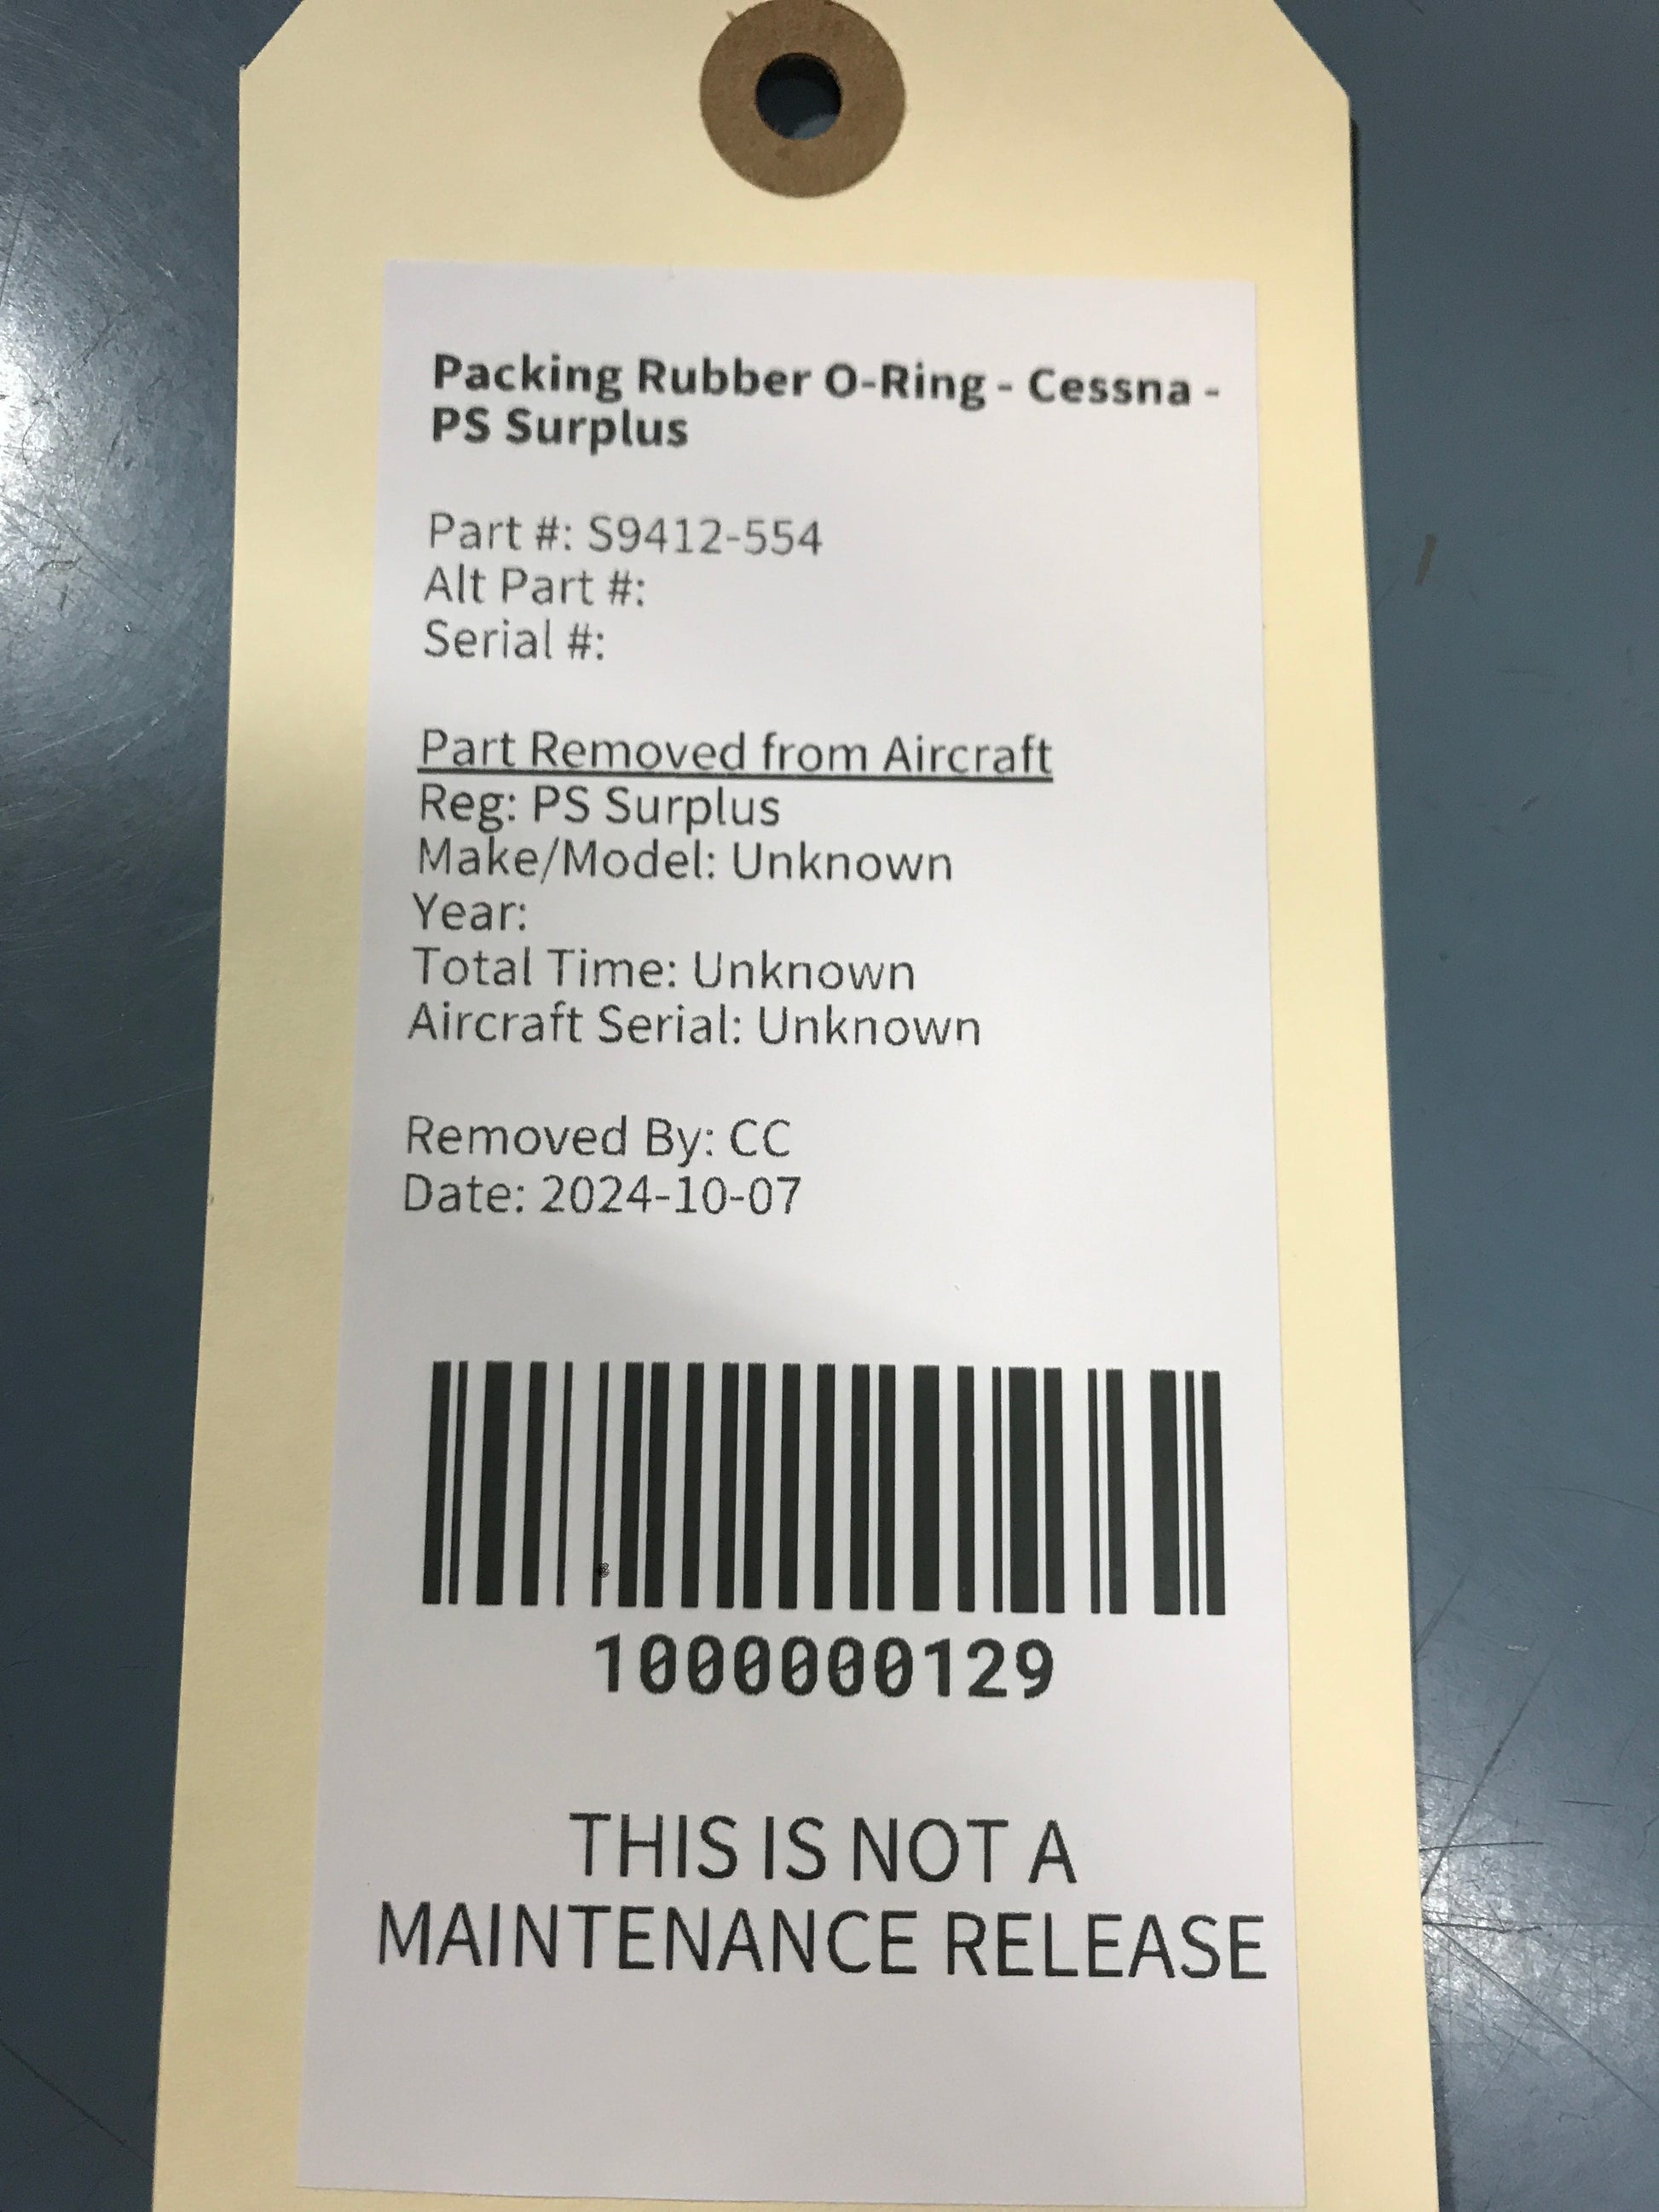 Packing Rubber O-Ring - Cessna -
PS Surplus
Part #: S9412-554
Alt Part #:
Serial #:
Part Removed from Aircraft
Reg: PS Surplus
Make/Model: Unknown
Year:
Total Time: Unknown
Aircraft Serial: Unknown
Removed By: CC
Date: 2024-10-07
1000000129
THIS IS NOT A
MAINTENANCE RELEASE